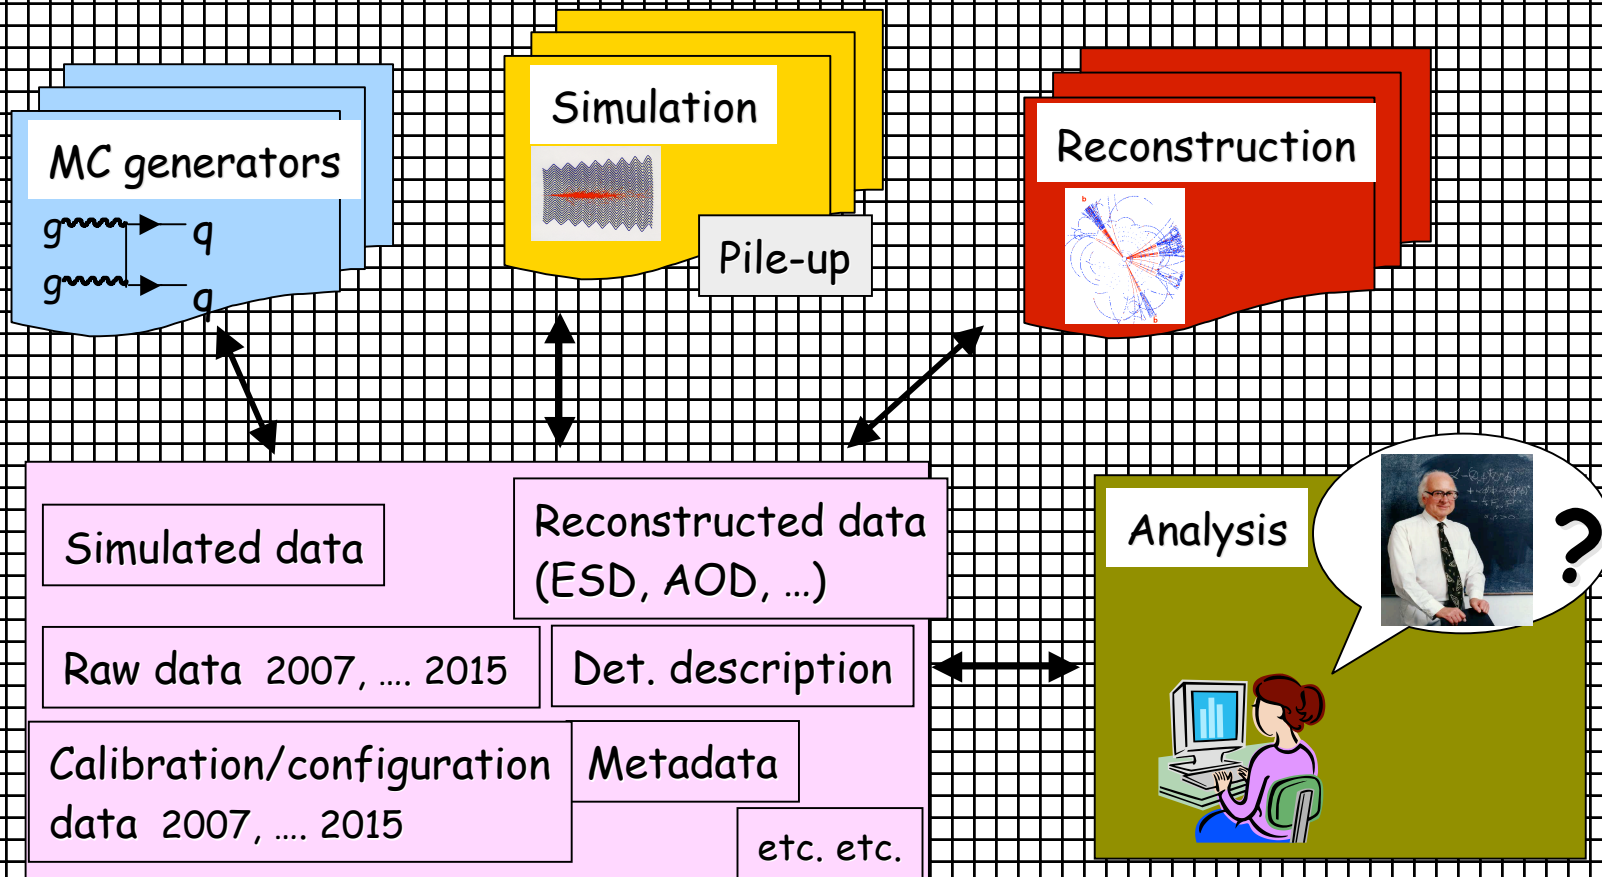 MC generators
g q
g q
Simulation
Pile-up
Reconstruction
b
b
Simulated data
Reconstructed data
(ESD, AOD, …)
Raw data 2007, …. 2015
Det. description
Calibration/configuration
data 2007, …. 2015
Metadata
etc. etc.
Analysis
?